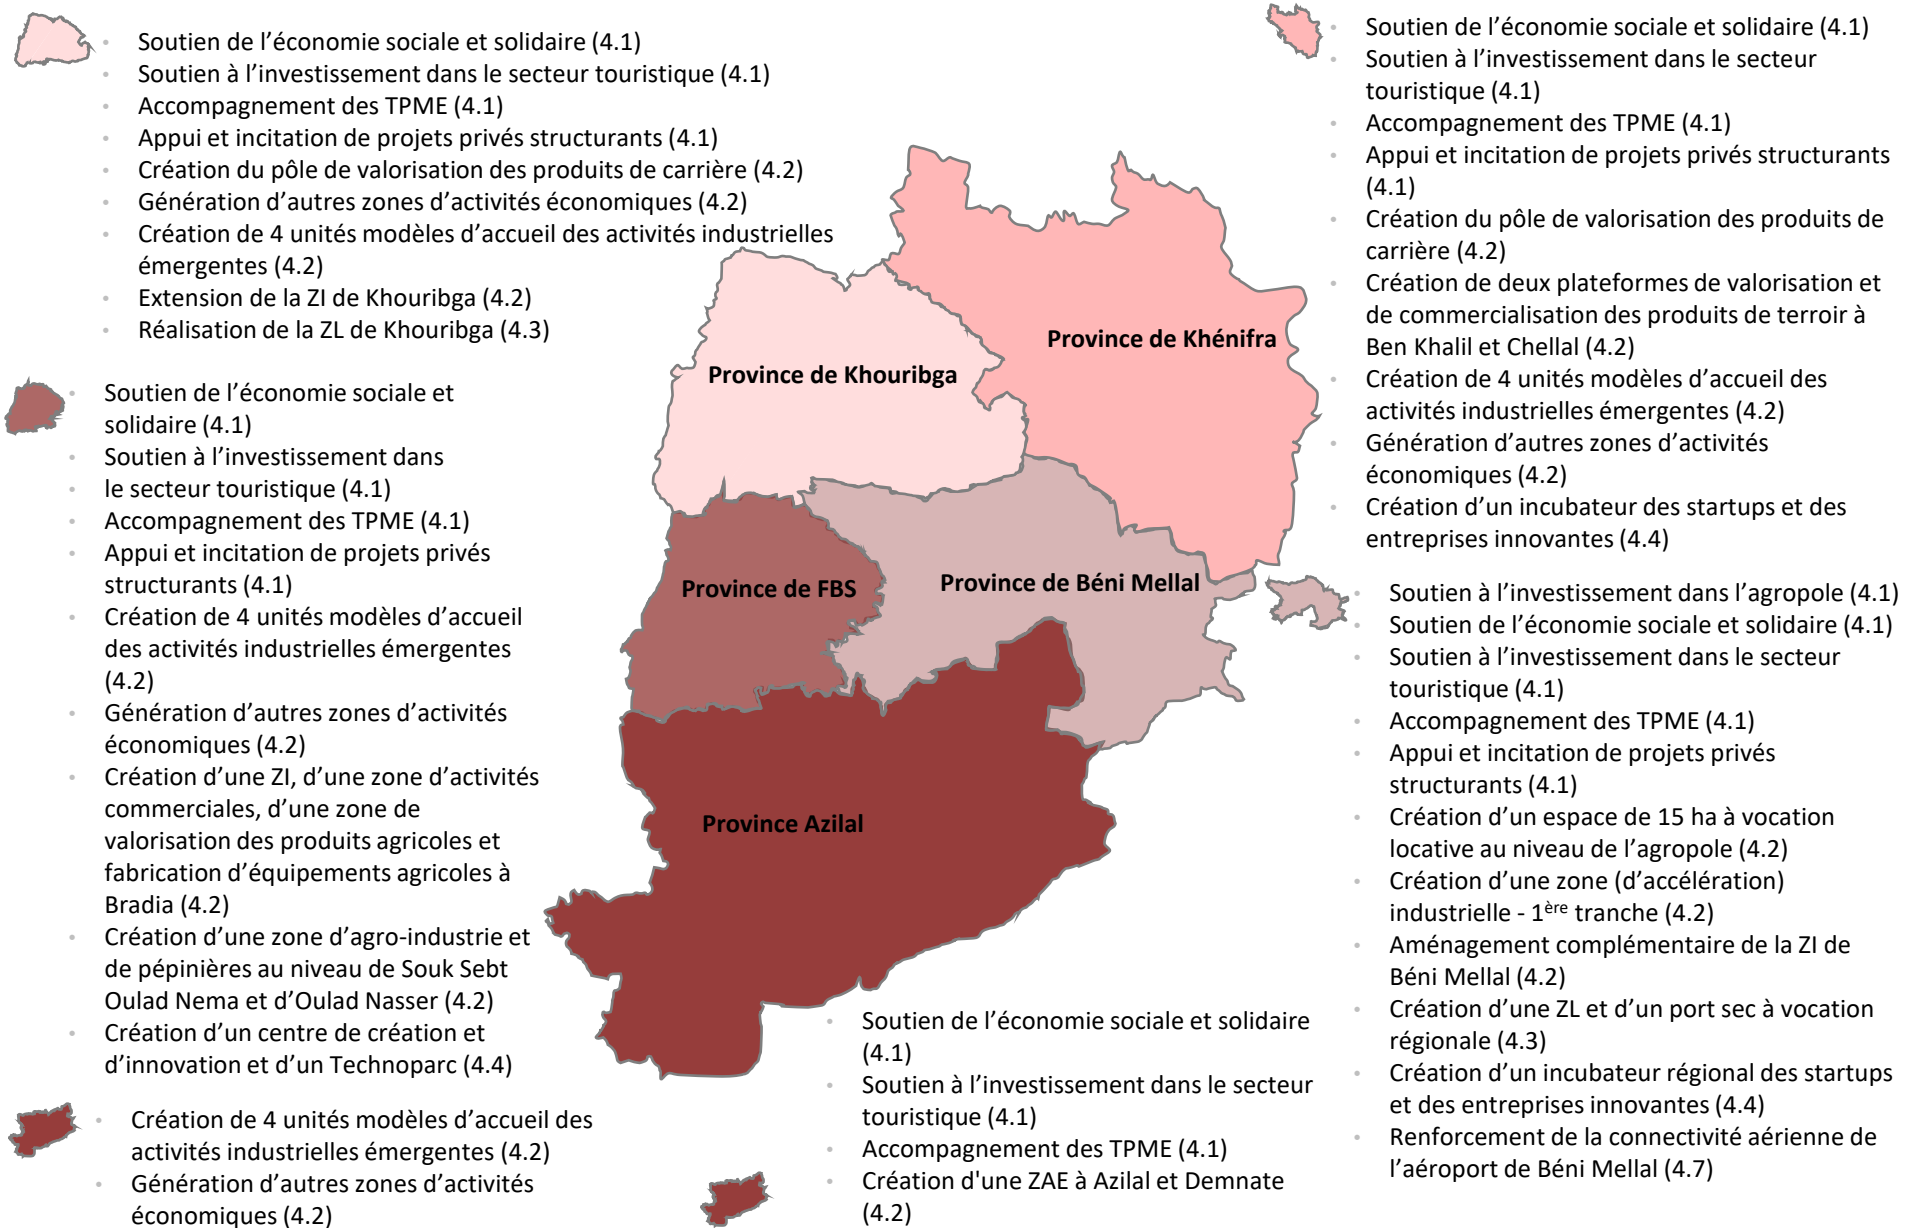 Soutien de l’économie sociale et solidaire (4.1)
Soutien à l’investissement dans le secteur touristique (4.1)
Accompagnement des TPME (4.1)
Appui et incitation de projets privés structurants (4.1)
Création du pôle de valorisation des produits de carrière (4.2)
Génération d’autres zones d’activités économiques (4.2)
Création de 4 unités modèles d’accueil des activités industrielles
émergentes (4.2)
Extension de la ZI de Khouribga (4.2)
Réalisation de la ZL de Khouribga (4.3)
Soutien de l’économie sociale et
solidaire (4.1)
Soutien à l’investissement dans
le secteur touristique (4.1)
Accompagnement des TPME (4.1)
Appui et incitation de projets privés
structurants (4.1)
Création de 4 unités modèles d’accueil
des activités industrielles émergentes
(4.2)
Génération d’autres zones d’activités
économiques (4.2)
Création d’une ZI, d’une zone d’activités
commerciales, d’une zone de
valorisation des produits agricoles et
fabrication d’équipements agricoles à
Bradia (4.2)
Création d’une zone d’agro-industrie et
de pépinières au niveau de Souk Sebt
Oulad Nema et d’Oulad Nasser (4.2)
Création d’un centre de création et
d’innovation et d’un Technoparc (4.4)
Création de 4 unités modèles d’accueil des
activités industrielles émergentes (4.2)
Génération d’autres zones d’activités
économiques (4.2)
Province de Khénifra
Province de Khouribga
Province de FBS
Province de Béni Mellal
Province Azilal
Soutien de l’économie sociale et solidaire
(4.1)
Soutien à l’investissement dans le secteur
touristique (4.1)
Accompagnement des TPME (4.1)
Création d'une ZAE à Azilal et Demnate
(4.2)
Soutien de l’économie sociale et solidaire (4.1)
Soutien à l’investissement dans le secteur
touristique (4.1)
Accompagnement des TPME (4.1)
Appui et incitation de projets privés structurants
(4.1)
Création du pôle de valorisation des produits de
carrière (4.2)
Création de deux plateformes de valorisation et
de commercialisation des produits de terroir à
Ben Khalil et Chellal (4.2)
Création de 4 unités modèles d’accueil des
activités industrielles émergentes (4.2)
Génération d’autres zones d’activités
économiques (4.2)
Création d’un incubateur des startups et des
entreprises innovantes (4.4)
Soutien à l’investissement dans l’agropole (4.1)
Soutien de l’économie sociale et solidaire (4.1)
Soutien à l’investissement dans le secteur
touristique (4.1)
Accompagnement des TPME (4.1)
Appui et incitation de projets privés
structurants (4.1)
Création d’un espace de 15 ha à vocation
locative au niveau de l’agropole (4.2)
Création d’une zone (d’accélération)
industrielle - 1ère tranche (4.2)
Aménagement complémentaire de la ZI de
Béni Mellal (4.2)
Création d’une ZL et d’un port sec à vocation
régionale (4.3)
Création d’un incubateur régional des startups
et des entreprises innovantes (4.4)
Renforcement de la connectivité aérienne de
l’aéroport de Béni Mellal (4.7)